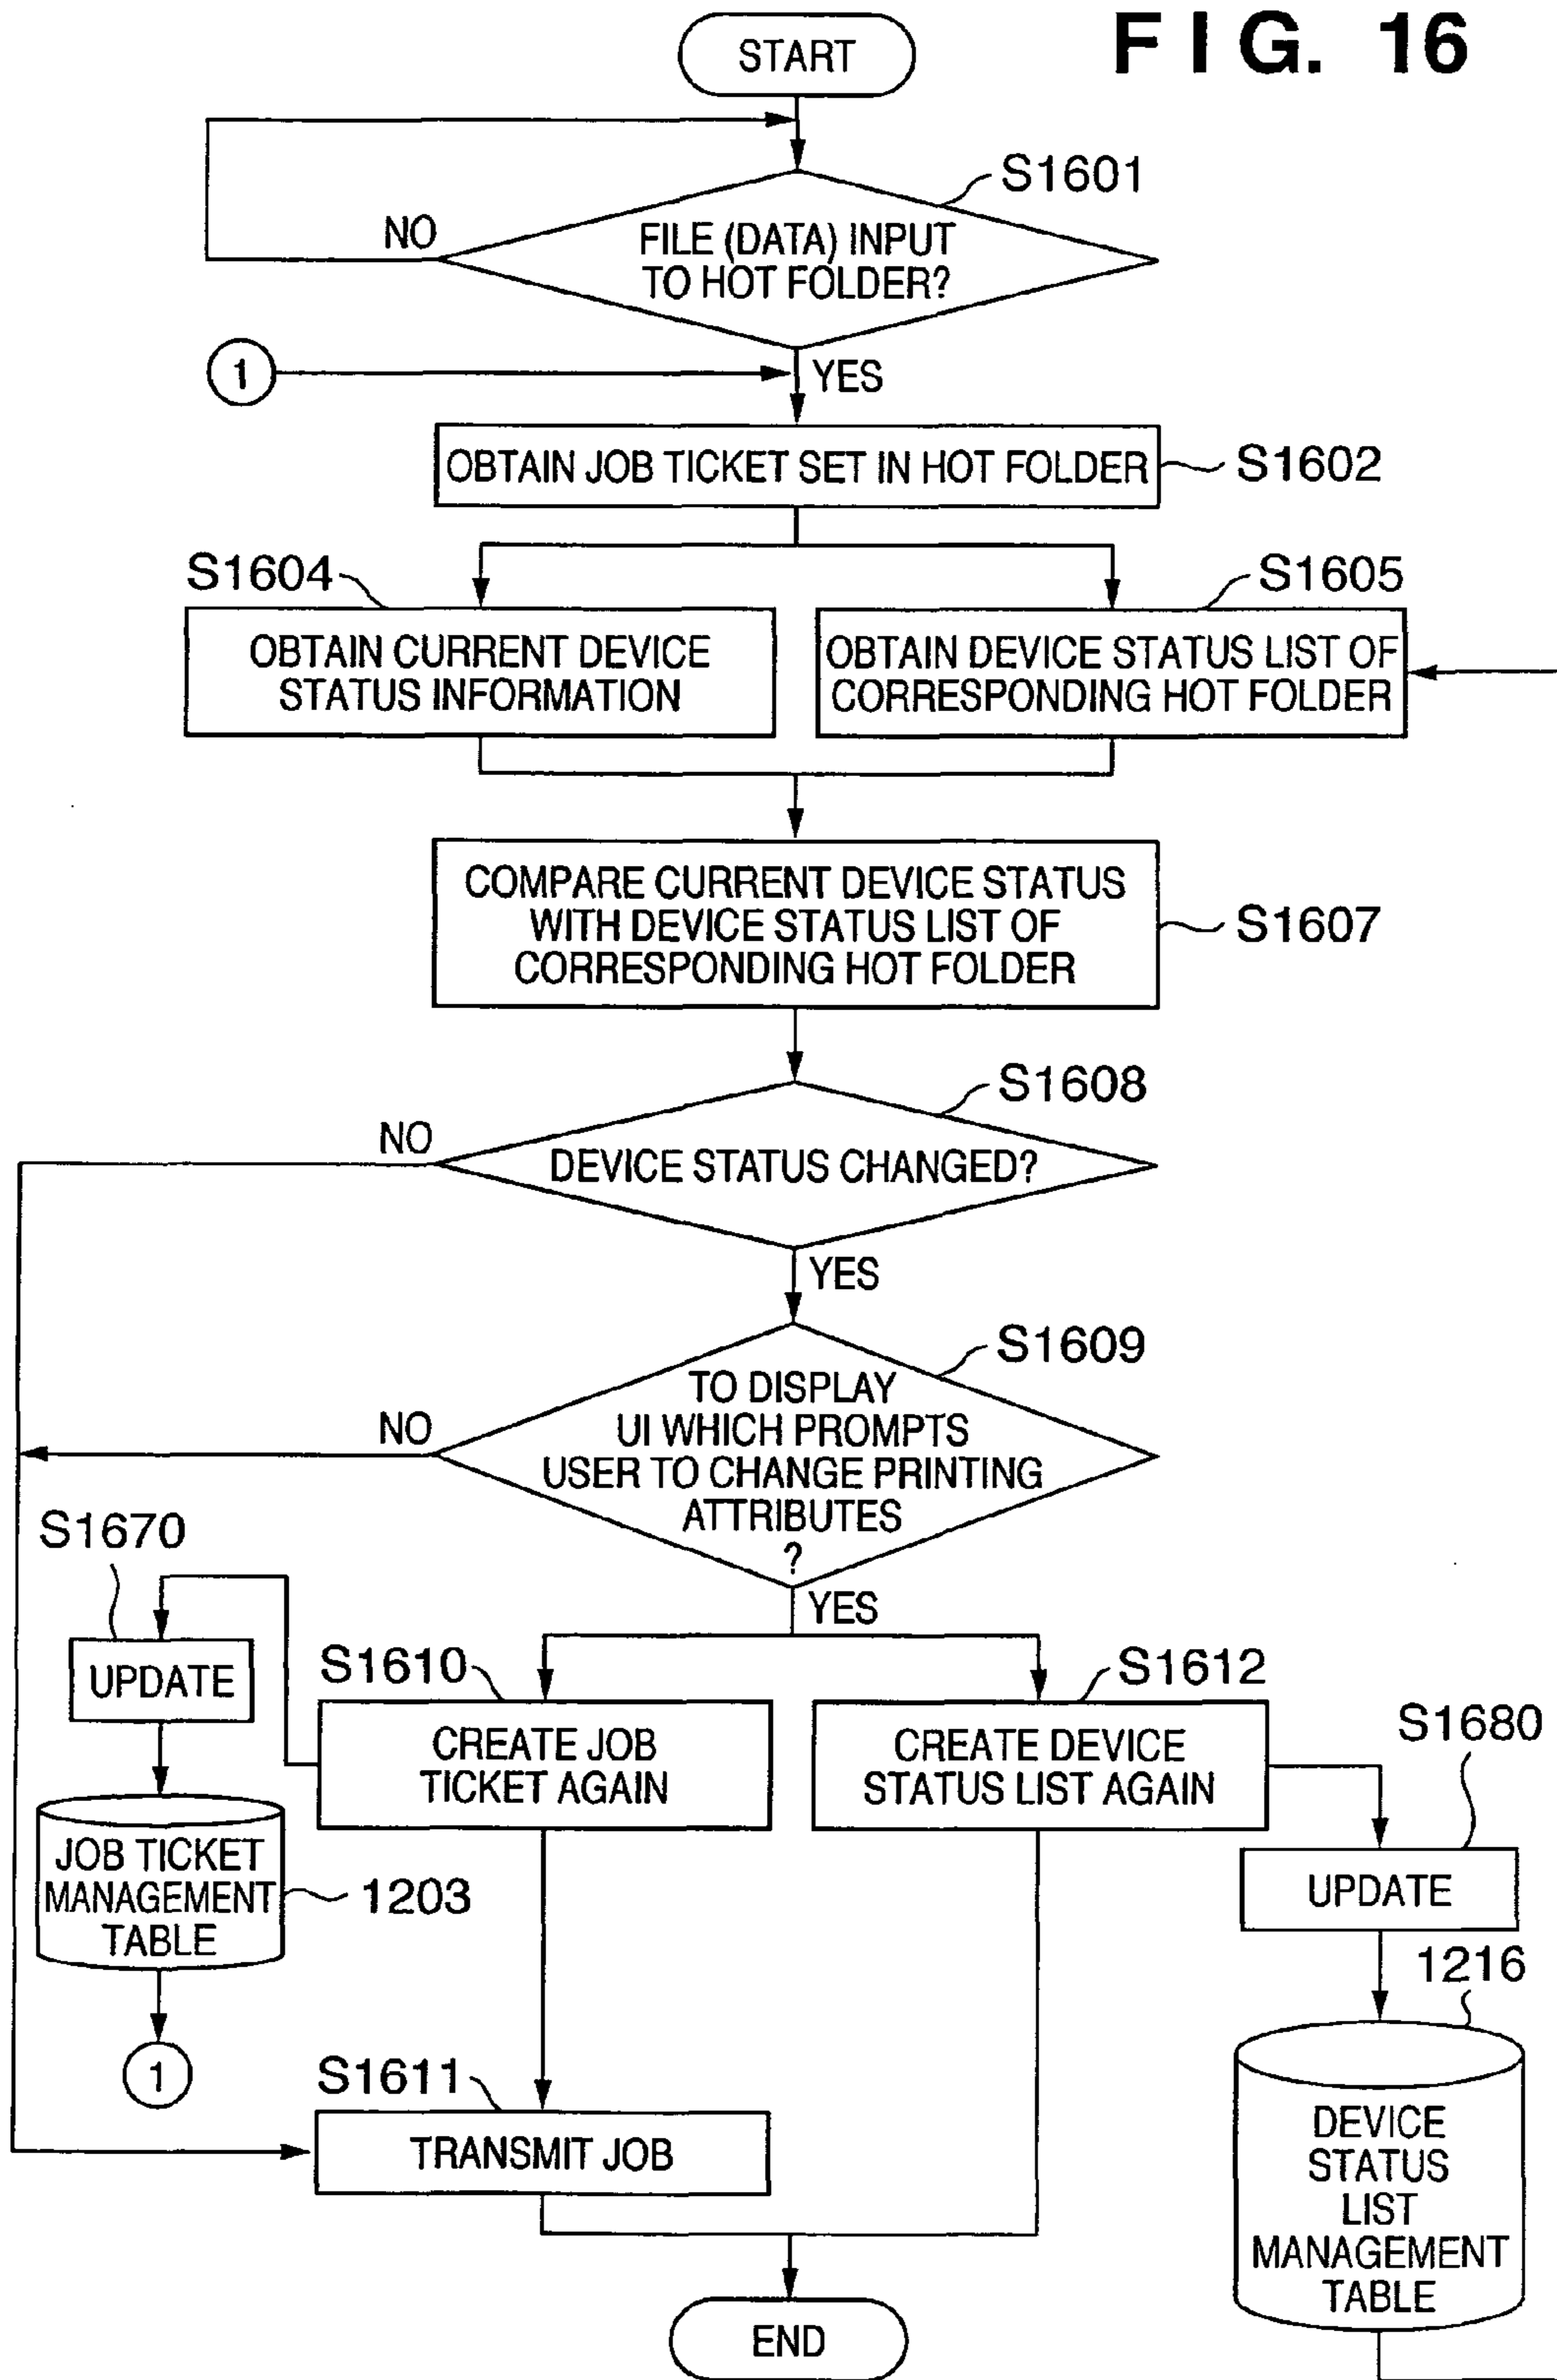 FIG. 16
START
S1601
NO
FILE (DATA) INPUT
TO HOT FOLDER?
1
YES
OBTAIN JOB TICKET SET IN HOT FOLDER
S1602
S1604
S1605
OBTAIN CURRENT DEVICE
STATUS INFORMATION
OBTAIN DEVICE STATUS LIST OF
CORRESPONDING HOT FOLDER
COMPARE CURRENT DEVICE STATUS
WITH DEVICE STATUS LIST OF
CORRESPONDING HOT FOLDER
S1607
S1608
NO
DEVICE STATUS CHANGED?
YES
S1609
NO
TO DISPLAY
UI WHICH PROMPTS
USER TO CHANGE PRINTING
ATTRIBUTES
?
YES
S1670
UPDATE
S1610
CREATE JOB
TICKET AGAIN
S1612
CREATE DEVICE
STATUS LIST AGAIN
S1680
UPDATE
JOB TICKET
MANAGEMENT
TABLE
1203
1
1216
DEVICE
STATUS
LIST
MANAGEMENT
TABLE
S1611
TRANSMIT JOB
END